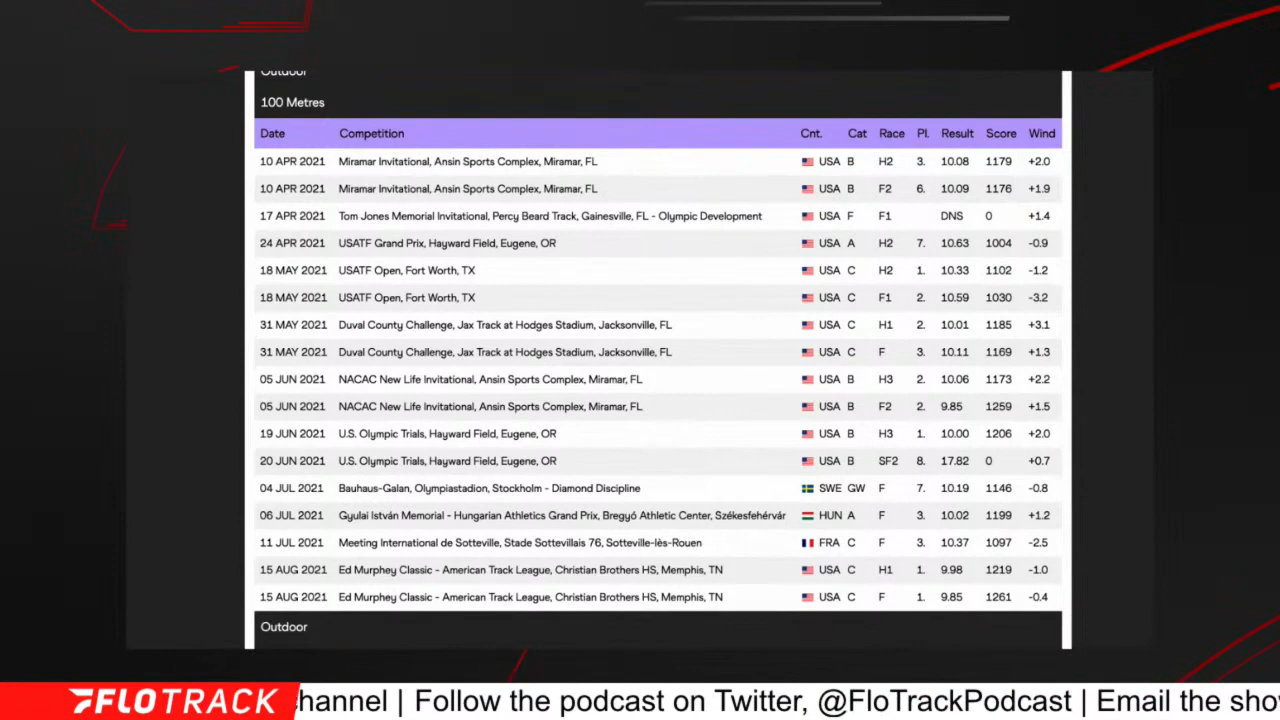 Outdoor
100 Metres
Date Competition Cnt. Cat Race Pl. Result Score Wind
10 APR 2021 Miramar Invitational, Ansin Sports Complex, Miramar, FL USA B H2 3. 10.08 1179 +2.0
10 APR 2021 Miramar Invitational, Ansin Sports Complex, Miramar, FL USA B F2 6. 10.09 1176 +1.9
17 APR 2021 Tom Jones Memorial Invitational, Percy Beard Track, Gainesville, FL - Olympic Development USA F F1 DNS 0 +1.4
24 APR 2021 USATF Grand Prix, Hayward Field, Eugene, OR USA A H2 7. 10.63 1004 -0.9
18 MAY 2021 USATF Open, Fort Worth, TX USA C H2 1. 10.33 1102 -1.2
18 MAY 2021 USATF Open, Fort Worth, TX USA C F1 2. 10.59 1030 -3.2
31 MAY 2021 Duval County Challenge, Jax Track at Hodges Stadium, Jacksonville, FL USA C H1 2. 10.01 1185 +3.1
31 MAY 2021 Duval County Challenge, Jax Track at Hodges Stadium, Jacksonville, FL USA C F 3. 10.11 1169 +1.3
05 JUN 2021 NACAC New Life Invitational, Ansin Sports Complex, Miramar, FL USA B H3 2. 10.06 1173 +2.2
05 JUN 2021 NACAC New Life Invitational, Ansin Sports Complex, Miramar, FL USA B F2 2. 9.85 1259 +1.5
19 JUN 2021 U.S. Olympic Trials, Hayward Field, Eugene, OR USA B H3 1. 10.00 1206 +2.0
20 JUN 2021 U.S. Olympic Trials, Hayward Field, Eugene, OR USA B SF2 8. 17.82 0 +0.7
04 JUL 2021 Bauhaus-Galan, Olympiastadion, Stockholm - Diamond Discipline SWE GW F 7. 10.19 1146 -0.8
06 JUL 2021 Gyulai István Memorial - Hungarian Athletics Grand Prix, Bregyó Athletic Center, Székesfehérvár HUN A F 3. 10.02 1199 +1.2
11 JUL 2021 Meeting International de Sotteville, Stade Sottevillais 76, Sotteville-lès-Rouen FRA C F 3. 10.37 1097 -2.5
15 AUG 2021 Ed Murphey Classic - American Track League, Christian Brothers HS, Memphis, TN USA C H1 1. 9.98 1219 -1.0
15 AUG 2021 Ed Murphey Classic - American Track League, Christian Brothers HS, Memphis, TN USA C F 1. 9.85 1261 -0.4
Outdoor
FLOTRACK hannel | Follow the podcast on Twitter, @FloTrackPodcast | Email the sho